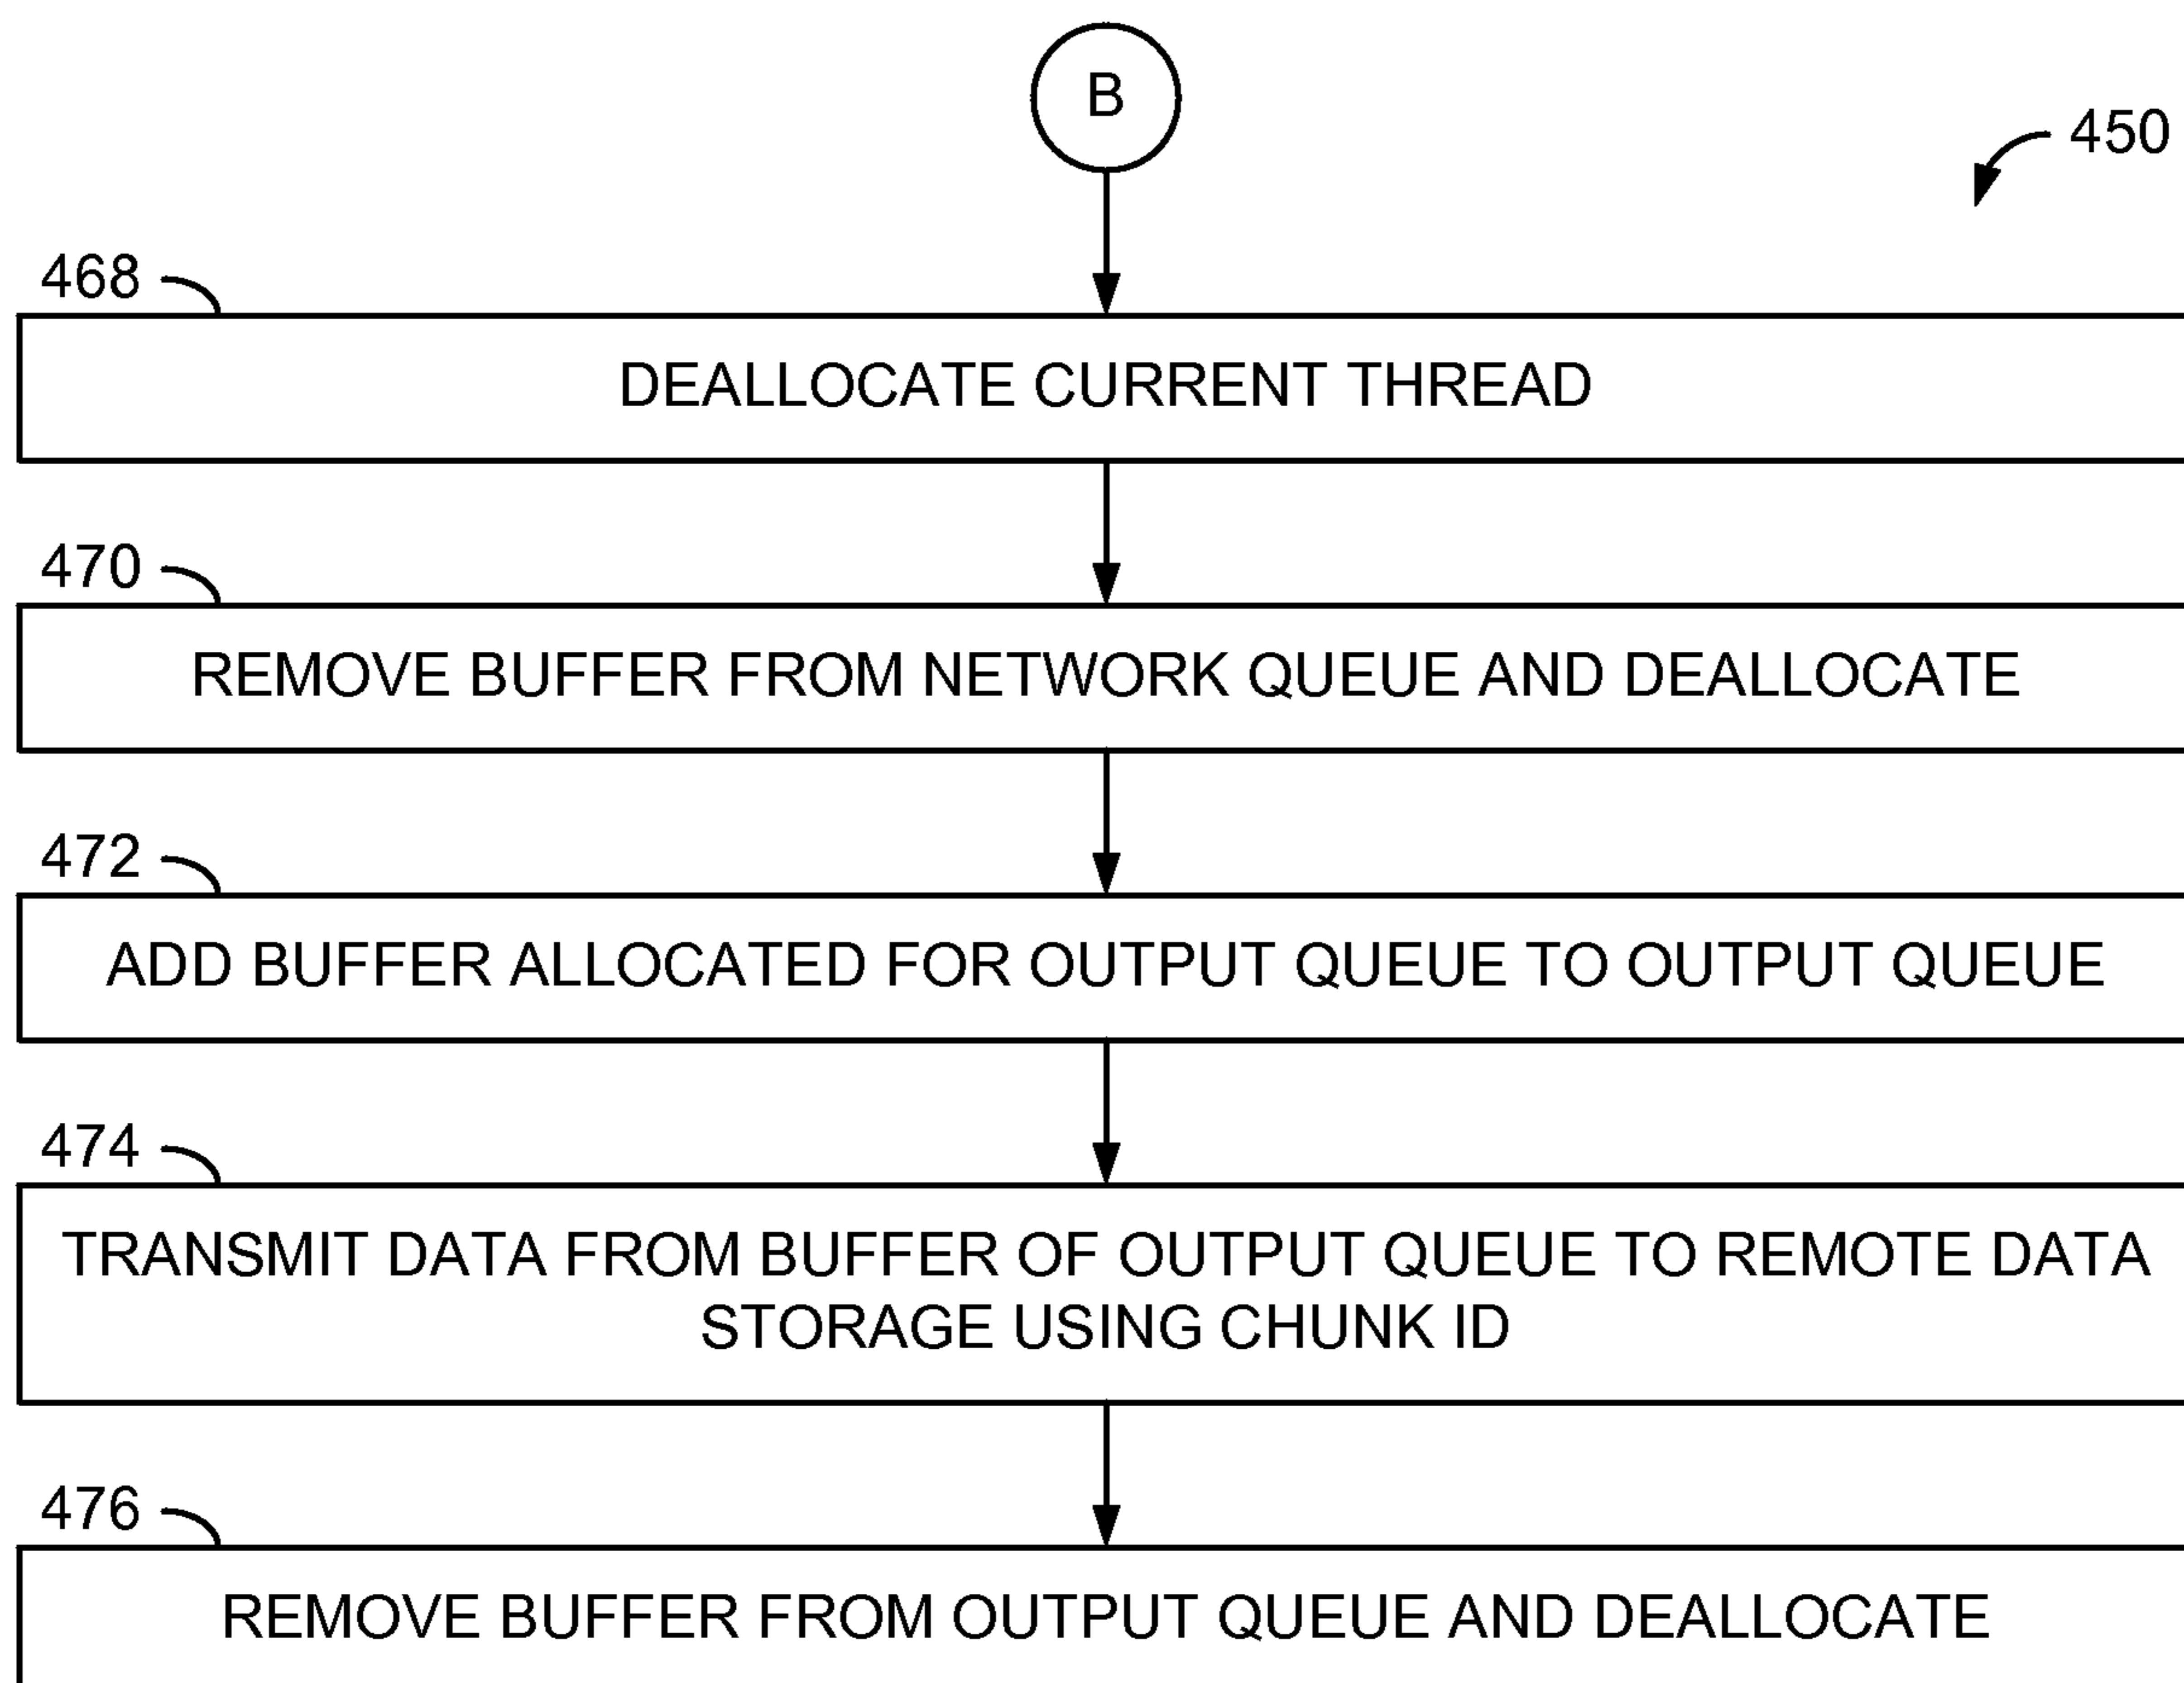 B
450
468
DEALLOCATE CURRENT THREAD
470
REMOVE BUFFER FROM NETWORK QUEUE AND DEALLOCATE
472
ADD BUFFER ALLOCATED FOR OUTPUT QUEUE TO OUTPUT QUEUE
474
TRANSMIT DATA FROM BUFFER OF OUTPUT QUEUE TO REMOTE DATA
STORAGE USING CHUNK ID
476
REMOVE BUFFER FROM OUTPUT QUEUE AND DEALLOCATE